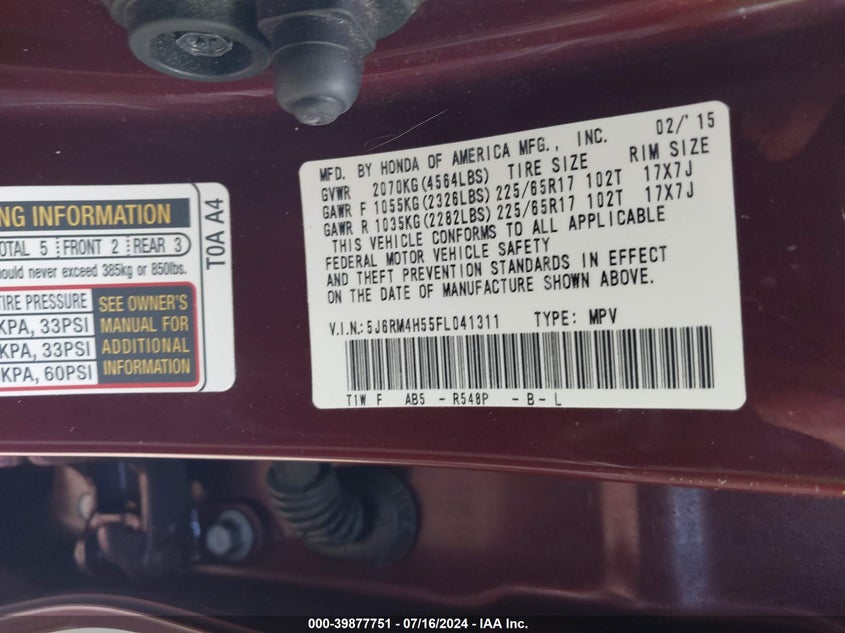 NG INFORMATION
OTAL 5 FRONT 2 REAR 3
ould never exceed 385kg or 850lbs.
TIRE PRESSURE
KPA, 33PSI
KPA, 33PSI
KPA, 60PSI
SEE OWNER'S
MANUAL FOR
ADDITIONAL
INFORMATION
T0A A4
MFD. BY HONDA OF AMERICA MFG., INC. 02/'15
GVWR 2070KG(4564LBS) TIRE SIZE RIM SIZE
GAWR F 1055KG(2326LBS) 225/65R17 102T 17X7J
GAWR R 1035KG(2282LBS) 225/65R17 102T 17X7J
THIS VEHICLE CONFORMS TO ALL APPLICABLE
FEDERAL MOTOR VEHICLE SAFETY
AND THEFT PREVENTION STANDARDS IN EFFECT
ON THE DATE OF MANUFACTURE SHOWN ABOVE.
V.I.N.: 5J6RM4H55FL041311 TYPE: MPV
T1W F AB5 - R548P - B - L
000-39877751 - 07/16/2024 - IAA Inc.